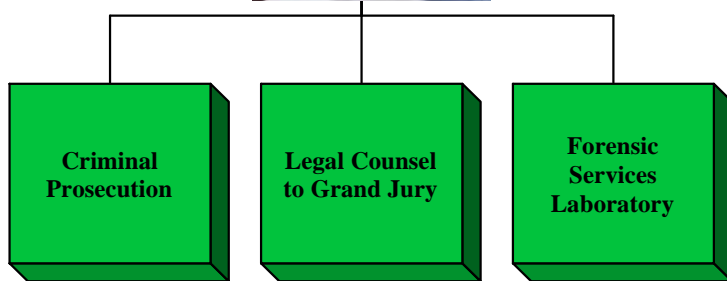 Criminal
Prosecution
Legal Counsel
to Grand Jury
Forensic
Services
Laboratory